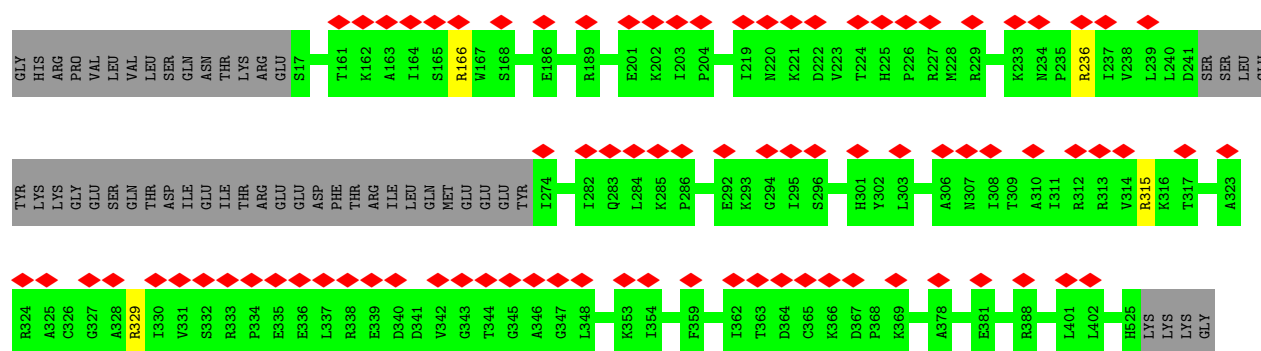 GLY HIS ARG PRO VAL LEU VAL LEU SER GLN ASN THR LYS ARG GLU S17 T161 K162 A163 I164 S165 R166 W167 S168 E186 R189 E201 K202 I203 P204 I219 N220 K221 D222 V223 T224 H225 P226 R227 M228 R229 K233 N234 P235 R236 I237 V238 L239 L240 D241 SER SER LEU GLU
TYR LYS LYS GLY GLU SER GLN THR ASP ILE GLU ILE THR ARG GLU GLU ASP PHE THR ARG ILE LEU GLN MET GLU GLU GLU TYR I274 I282 Q283 L284 K285 P286 E292 K293 G294 I295 S296 H301 Y302 L303 A306 N307 I308 T309 A310 I311 R312 R313 V314 R315 K316 T317 A323
R324 A325 C326 G327 A328 R329 I330 V331 S332 R333 P334 E335 E336 L337 R338 E339 D340 D341 V342 G343 T344 G345 A346 G347 L348 K353 I354 F359 I362 T363 D364 C365 K366 D367 P368 K369 A378 E381 R388 L401 L402 H525 LYS LYS LYS GLY